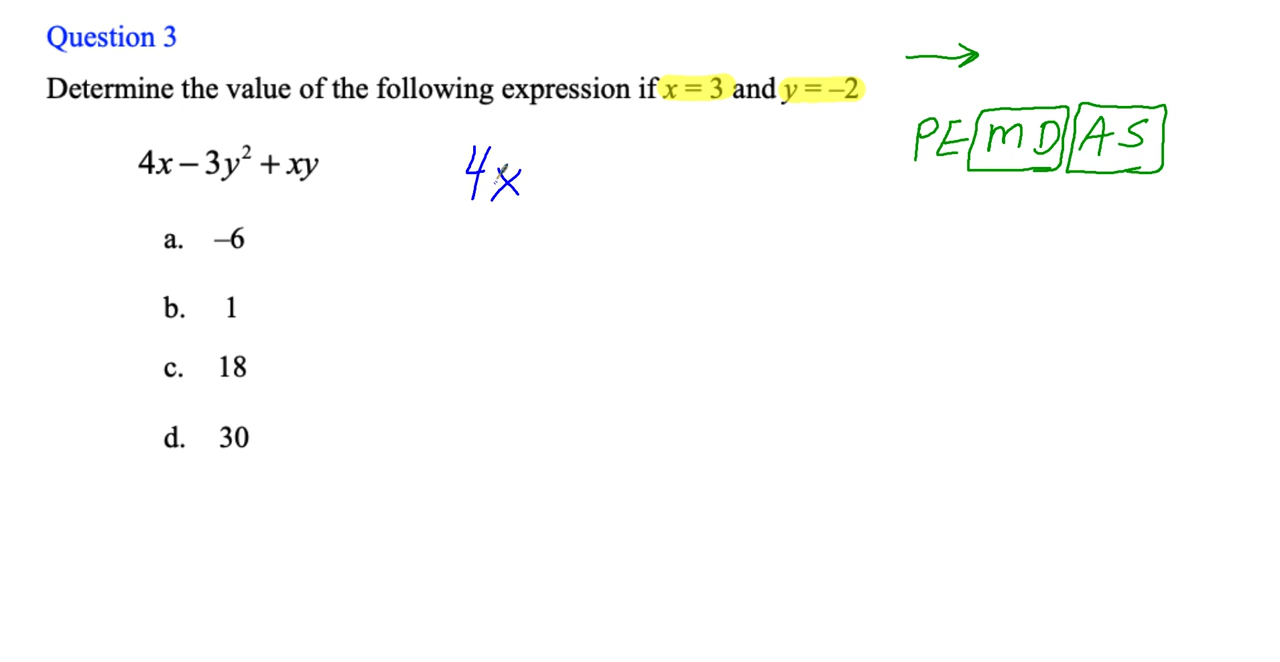 Question 3
Determine the value of the following expression if x = 3 and y = –2
4x – 3y² + xy
4x
PEMDAS
a. –6
b. 1
c. 18
d. 30